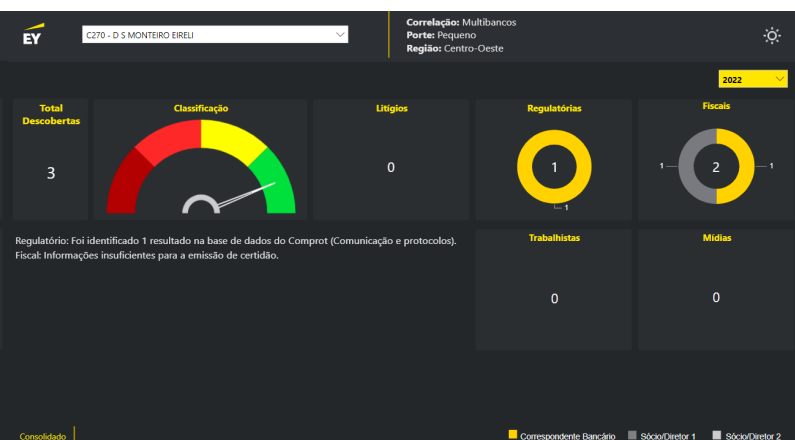 EY
C270 - D S MONTEIRO EIRELI
Correlação: Multibancos
Porte: Pequeno
Região: Centro-Oeste
2022
Total
Descobertas
3
Classificação
Litígios
0
Regulatórias
1
1
Fiscais
1
2
1
Regulatório: Foi identificado 1 resultado na base de dados do Comprot (Comunicação e protocolos).
Fiscal: Informações insuficientes para a emissão de certidão.
Trabalhistas
0
Mídias
0
Consolidado
Correspondente Bancário
Sócio/Diretor 1
Sócio/Diretor 2